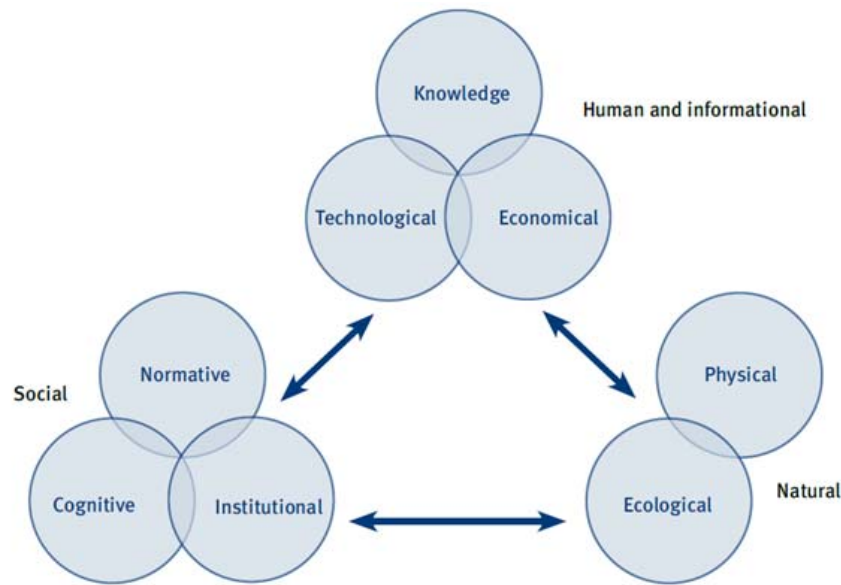 Knowledge
Human and informational
Technological
Economical
Normative
Social
Cognitive
Institutional
Physical
Natural
Ecological